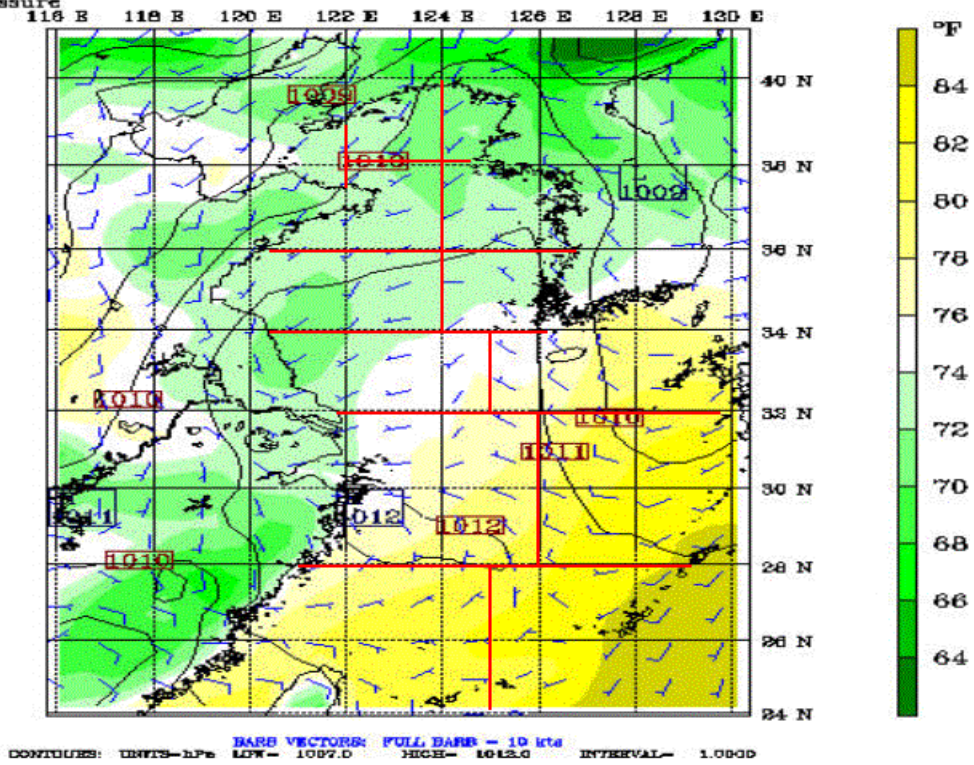 ssure
116 E 118 E 120 E 122 E 124 E 126 E 128 E 130 E
°F
40 N
84
1009
38 N
82
1010
1009
80
36 N
78
76
34 N
74
1010
32 N
1010
72
1011
30 N
70
1011
1012
1012
68
1010
28 N
66
26 N
64
24 N
BARB VECTORS: FULL BARB = 10 kts
CONTOURS: UNITS=hPa LOW= 1007.0 HIGH= 1012.0 INTERVAL= 1.0000